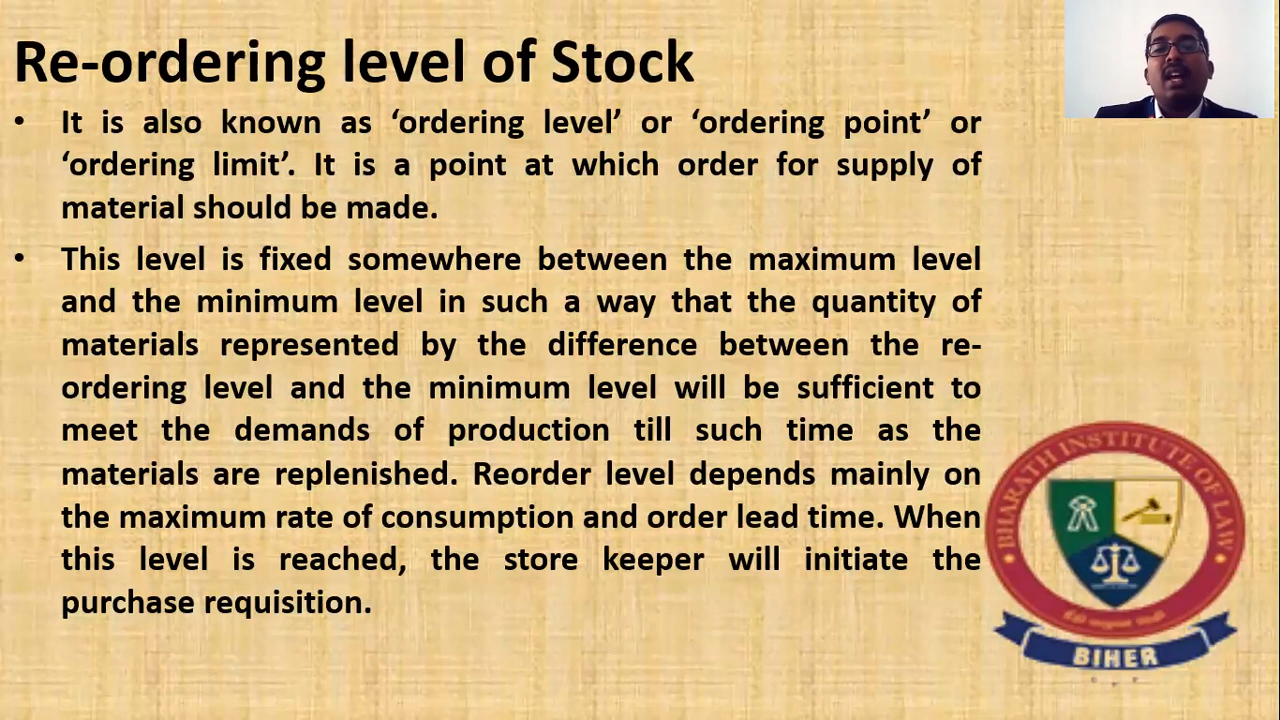 Re-ordering level of Stock
• It is also known as ‘ordering level’ or ‘ordering point’ or
‘ordering limit’. It is a point at which order for supply of
material should be made.
• This level is fixed somewhere between the maximum level
and the minimum level in such a way that the quantity of
materials represented by the difference between the re-
ordering level and the minimum level will be sufficient to
meet the demands of production till such time as the
materials are replenished. Reorder level depends mainly on
the maximum rate of consumption and order lead time. When
this level is reached, the store keeper will initiate the
purchase requisition.
BHARATH INSTITUTE OF LAW
BIHER